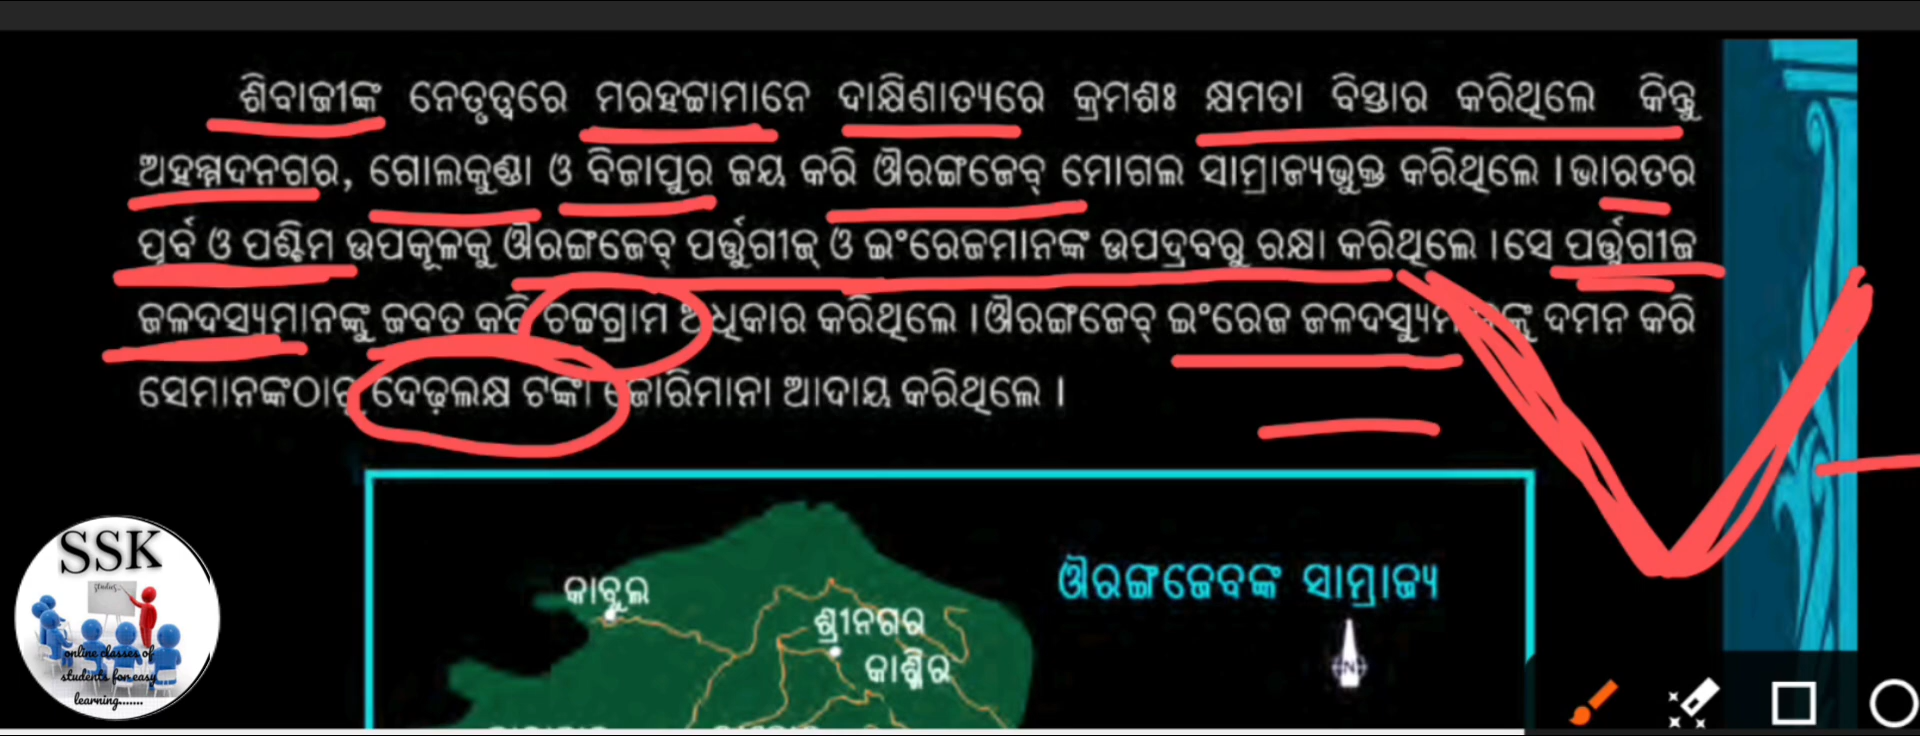 ଶିବାଜୀଙ୍କ ନେତୃତ୍ୱରେ ମରହଟ୍ଟାମାନେ ଦାକ୍ଷିଣାତ୍ୟରେ କ୍ରମଶଃ କ୍ଷମତା ବିସ୍ତାର କରିଥିଲେ କିନ୍ତୁ
ଅହମ୍ମଦନଗର, ଗୋଲକୁଣ୍ଡା ଓ ବିଜାପୁର ଜୟ କରି ଔରଙ୍ଗଜେବ୍ ମୋଗଲ ସାମ୍ରାଜ୍ୟଭୁକ୍ତ କରିଥିଲେ । ଭାରତର
ପୂର୍ବ ଓ ପଶ୍ଚିମ ଉପକୂଳକୁ ଔରଙ୍ଗଜେବ୍ ପର୍ତ୍ତୁଗୀଜ୍ ଓ ଇଂରେଜମାନଙ୍କ ଉପଦ୍ରବରୁ ରକ୍ଷା କରିଥିଲେ । ସେ ପର୍ତ୍ତୁଗୀଜ
ଜଳଦସ୍ୟୁମାନଙ୍କୁ ଜବତ କରି ଚଟ୍ଟଗ୍ରାମ ଅଧିକାର କରିଥିଲେ । ଔରଙ୍ଗଜେବ୍ ଇଂରେଜ ଜଳଦସ୍ୟୁମାନଙ୍କୁ ଦମନ କରି
ସେମାନଙ୍କଠାରୁ ଦେଢ଼ଲକ୍ଷ ଟଙ୍କା ଜୋରିମାନା ଆଦାୟ କରିଥିଲେ ।
ଔରଙ୍ଗଜେବଙ୍କ ସାମ୍ରାଜ୍ୟ
କାବୁଲ
ଶ୍ରୀନଗର
କାଶ୍ମିର
N
SSK
studies
online classes of
students for easy
learning.......